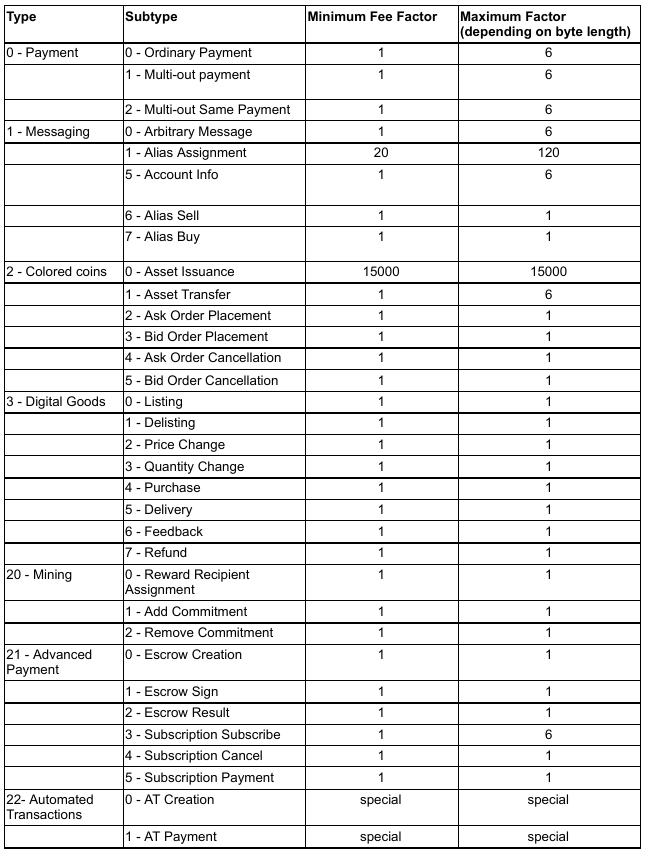 Type Subtype Minimum Fee Factor Maximum Factor
(depending on byte length)
0 - Payment 0 - Ordinary Payment 1 6
1 - Multi-out payment 1 6
2 - Multi-out Same Payment 1 6
1 - Messaging 0 - Arbitrary Message 1 6
1 - Alias Assignment 20 120
5 - Account Info 1 6
6 - Alias Sell 1 1
7 - Alias Buy 1 1
2 - Colored coins 0 - Asset Issuance 15000 15000
1 - Asset Transfer 1 6
2 - Ask Order Placement 1 1
3 - Bid Order Placement 1 1
4 - Ask Order Cancellation 1 1
5 - Bid Order Cancellation 1 1
3 - Digital Goods 0 - Listing 1 1
1 - Delisting 1 1
2 - Price Change 1 1
3 - Quantity Change 1 1
4 - Purchase 1 1
5 - Delivery 1 1
6 - Feedback 1 1
7 - Refund 1 1
20 - Mining 0 - Reward Recipient 1 1
Assignment
1 - Add Commitment 1 1
2 - Remove Commitment 1 1
21 - Advanced 0 - Escrow Creation 1 1
Payment
1 - Escrow Sign 1 1
2 - Escrow Result 1 1
3 - Subscription Subscribe 1 6
4 - Subscription Cancel 1 1
5 - Subscription Payment 1 1
22- Automated 0 - AT Creation special special
Transactions
1 - AT Payment special special